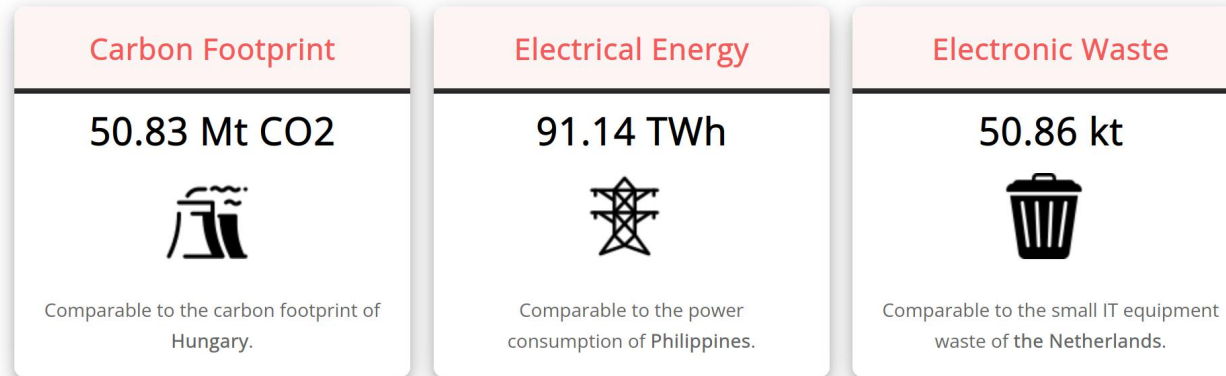 Carbon Footprint
50.83 Mt CO2
Comparable to the carbon footprint of
Hungary.
Electrical Energy
91.14 TWh
Comparable to the power
consumption of Philippines.
Electronic Waste
50.86 kt
Comparable to the small IT equipment
waste of the Netherlands.